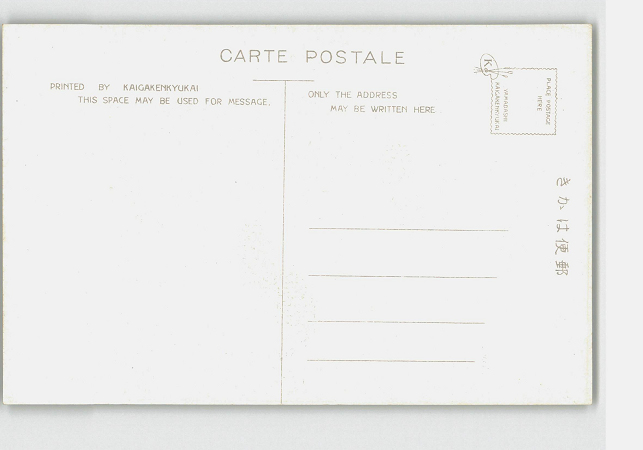 CARTE POSTALE
PRINTED BY KAIGAKENKYUKAI
THIS SPACE MAY BE USED FOR MESSAGE.
ONLY THE ADDRESS
MAY BE WRITTEN HERE
K
PLACE POSTAGE
HERE
KAIGAKENKYUKAI
きかは便郵